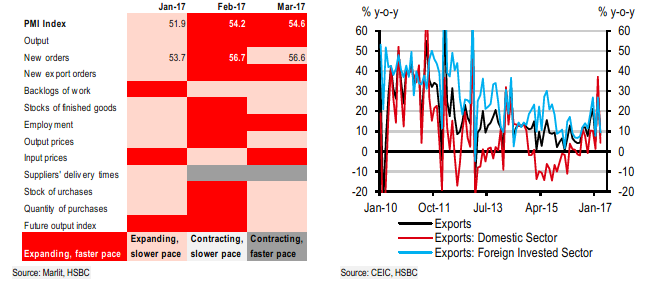 Jan-17 Feb-17 Mar-17
PMI Index 51.9 54.2 54.6
Output
New orders 53.7 56.7 56.6
New export orders
Backlogs of work
Stocks of finished goods
Employment
Output prices
Input prices
Suppliers' delivery times
Stock of urchases
Quantity of purchases
Future output index
Expanding, faster pace
Expanding,
slower pace
Contracting,
slower pace
Contracting,
faster pace
Source: Marlit, HSBC
% y-o-y % y-o-y
60 60
50 50
40 40
30 30
20 20
10 10
0 0
-10 -10
-20 -20
Jan-10 Oct-11 Jul-13 Apr-15 Jan-17
Exports
Exports: Domestic Sector
Exports: Foreign Invested Sector
Source: CEIC, HSBC